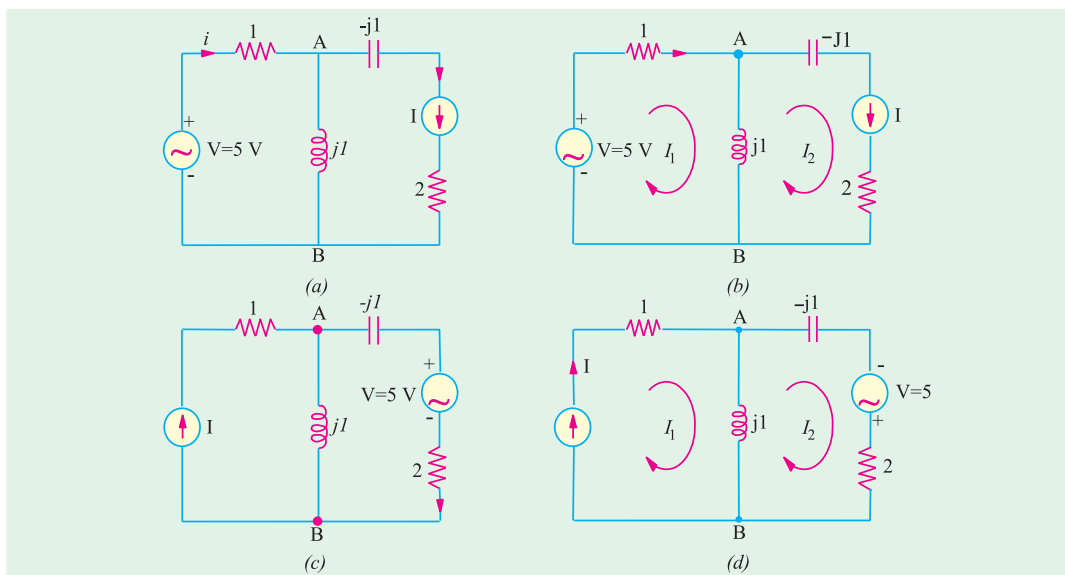 i
1
A
-j1
+
V=5 V
-
j1
I
2
B
(a)
1
A
-J1
+
V=5 V
-
I1
j1
I2
I
2
B
(b)
1
A
-j1
I
j1
+
V=5 V
-
2
B
(c)
1
A
-j1
I
I1
j1
I2
-
V=5
+
2
B
(d)